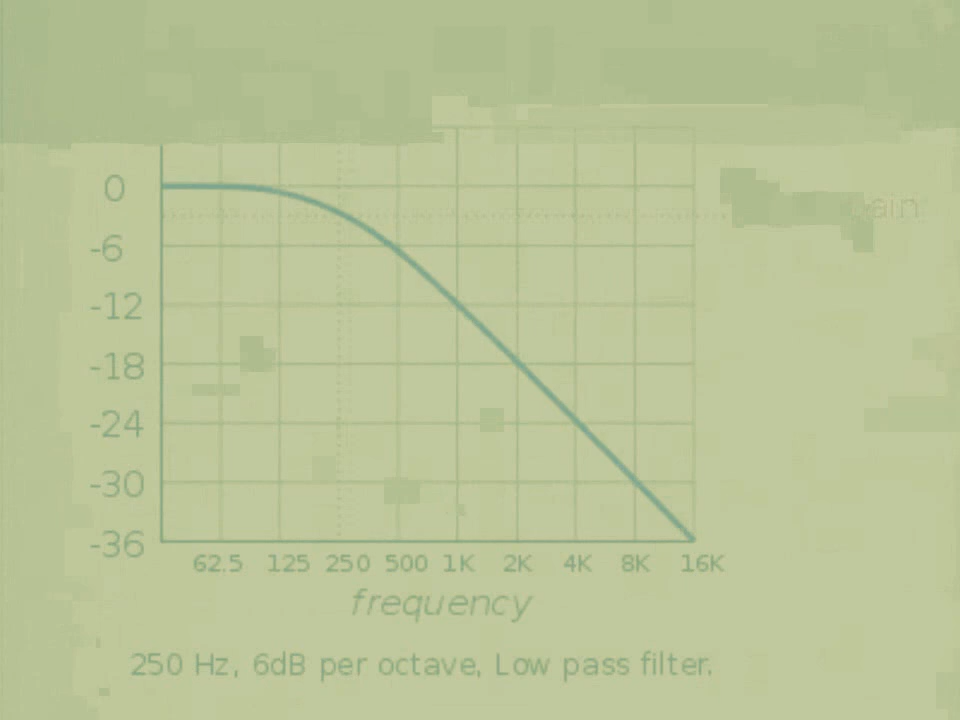 0
-6
-12
-18
-24
-30
-36
62.5 125 250 500 1K 2K 4K 8K 16K
frequency
250 Hz, 6dB per octave, Low pass filter.